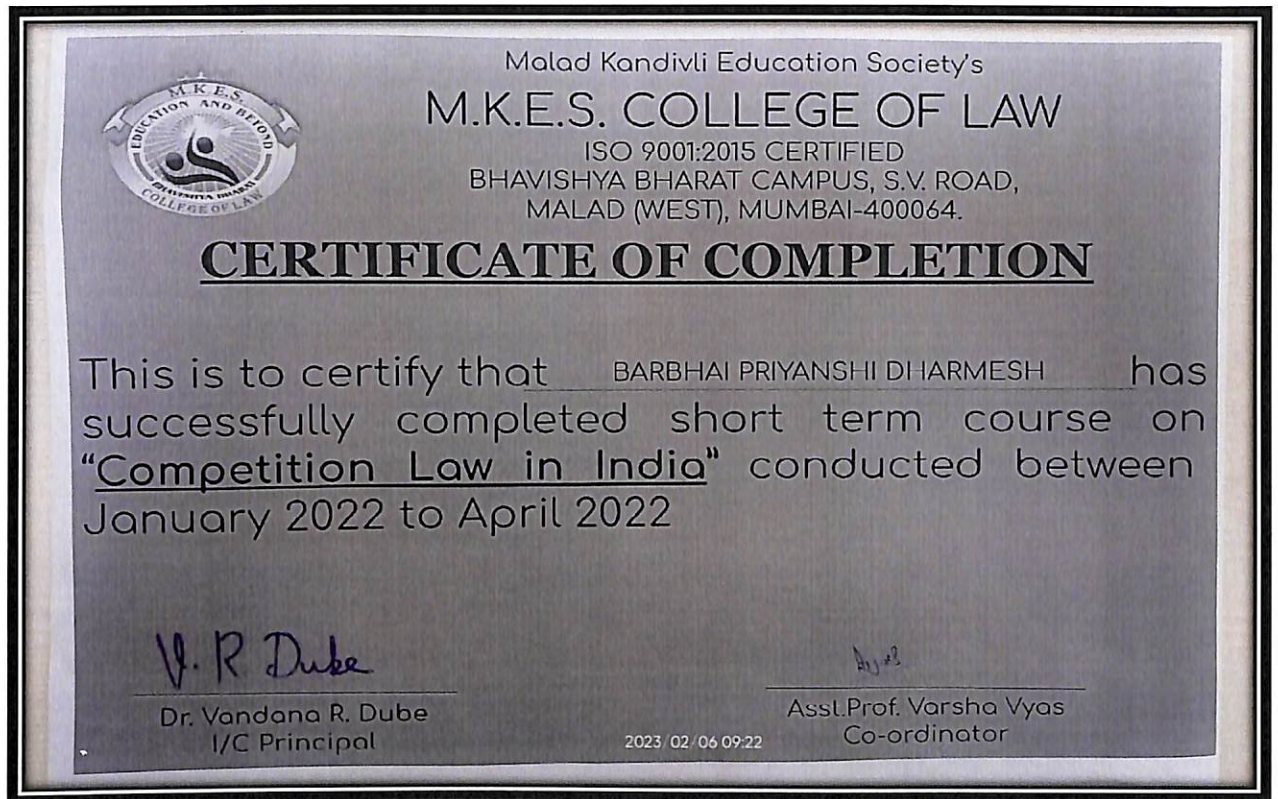 Malad Kandivli Education Society's
M.K.E.S. COLLEGE OF LAW
ISO 9001:2015 CERTIFIED
BHAVISHYA BHARAT CAMPUS, S.V. ROAD,
MALAD (WEST), MUMBAI-400064.
M.K.E.S.
EDUCATION AND BEYOND
BHAVISHYA BHARAT
COLLEGE OF LAW
CERTIFICATE OF COMPLETION
This is to certify that BARBHAI PRIYANSHI DHARMESH has
successfully completed short term course on
“Competition Law in India” conducted between
January 2022 to April 2022
V. R Dube
Dr. Vandana R. Dube
I/C Principal
Asst.Prof. Varsha Vyas
Co-ordinator
2023/02/06 09:22